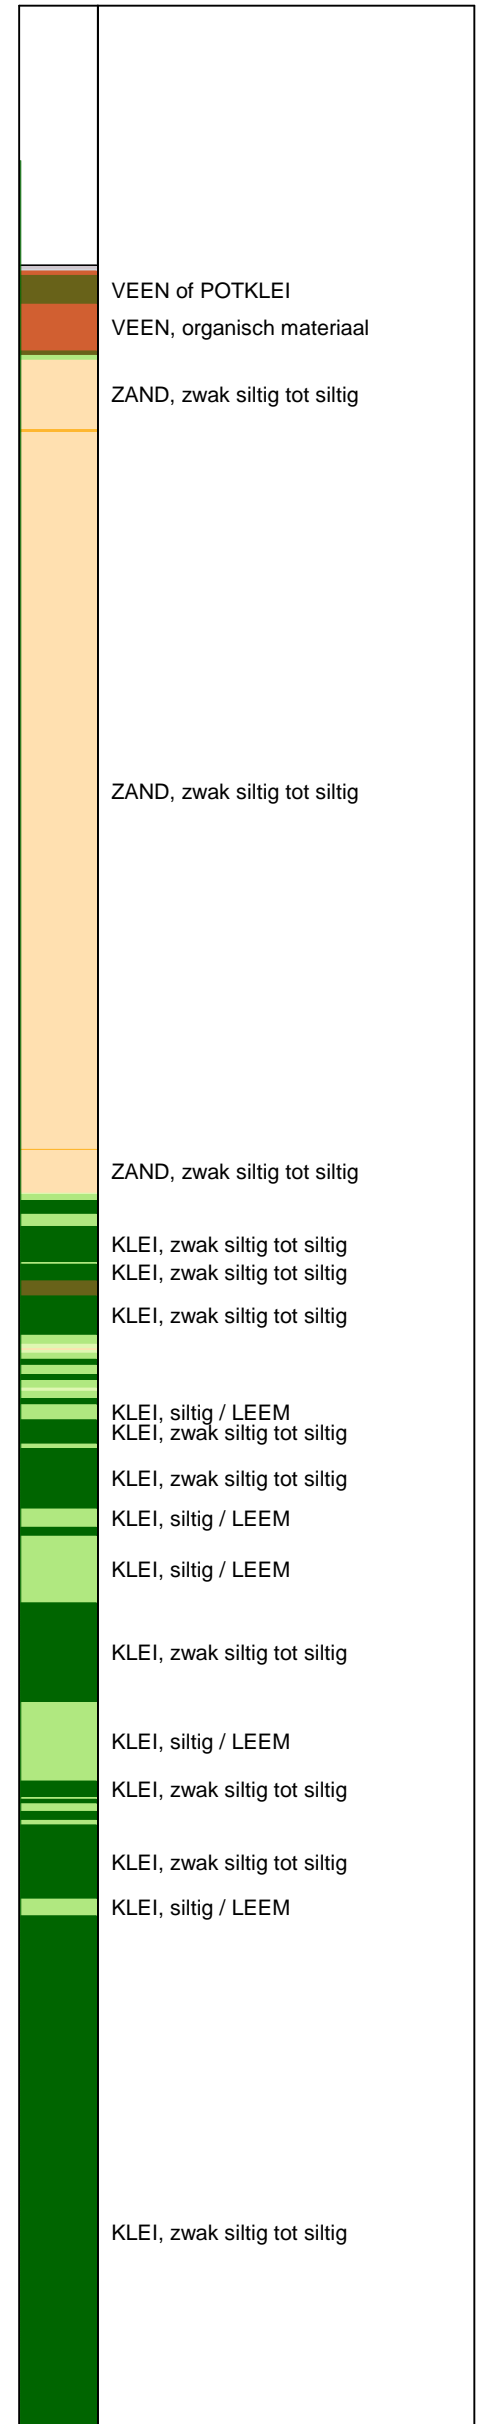 VEEN of POTKLEI
VEEN, organisch materiaal
ZAND, zwak siltig tot siltig
ZAND, zwak siltig tot siltig
ZAND, zwak siltig tot siltig
KLEI, zwak siltig tot siltig
KLEI, zwak siltig tot siltig
KLEI, zwak siltig tot siltig
KLEI, siltig / LEEM
KLEI, zwak siltig tot siltig
KLEI, zwak siltig tot siltig
KLEI, siltig / LEEM
KLEI, siltig / LEEM
KLEI, zwak siltig tot siltig
KLEI, siltig / LEEM
KLEI, zwak siltig tot siltig
KLEI, zwak siltig tot siltig
KLEI, siltig / LEEM
KLEI, zwak siltig tot siltig